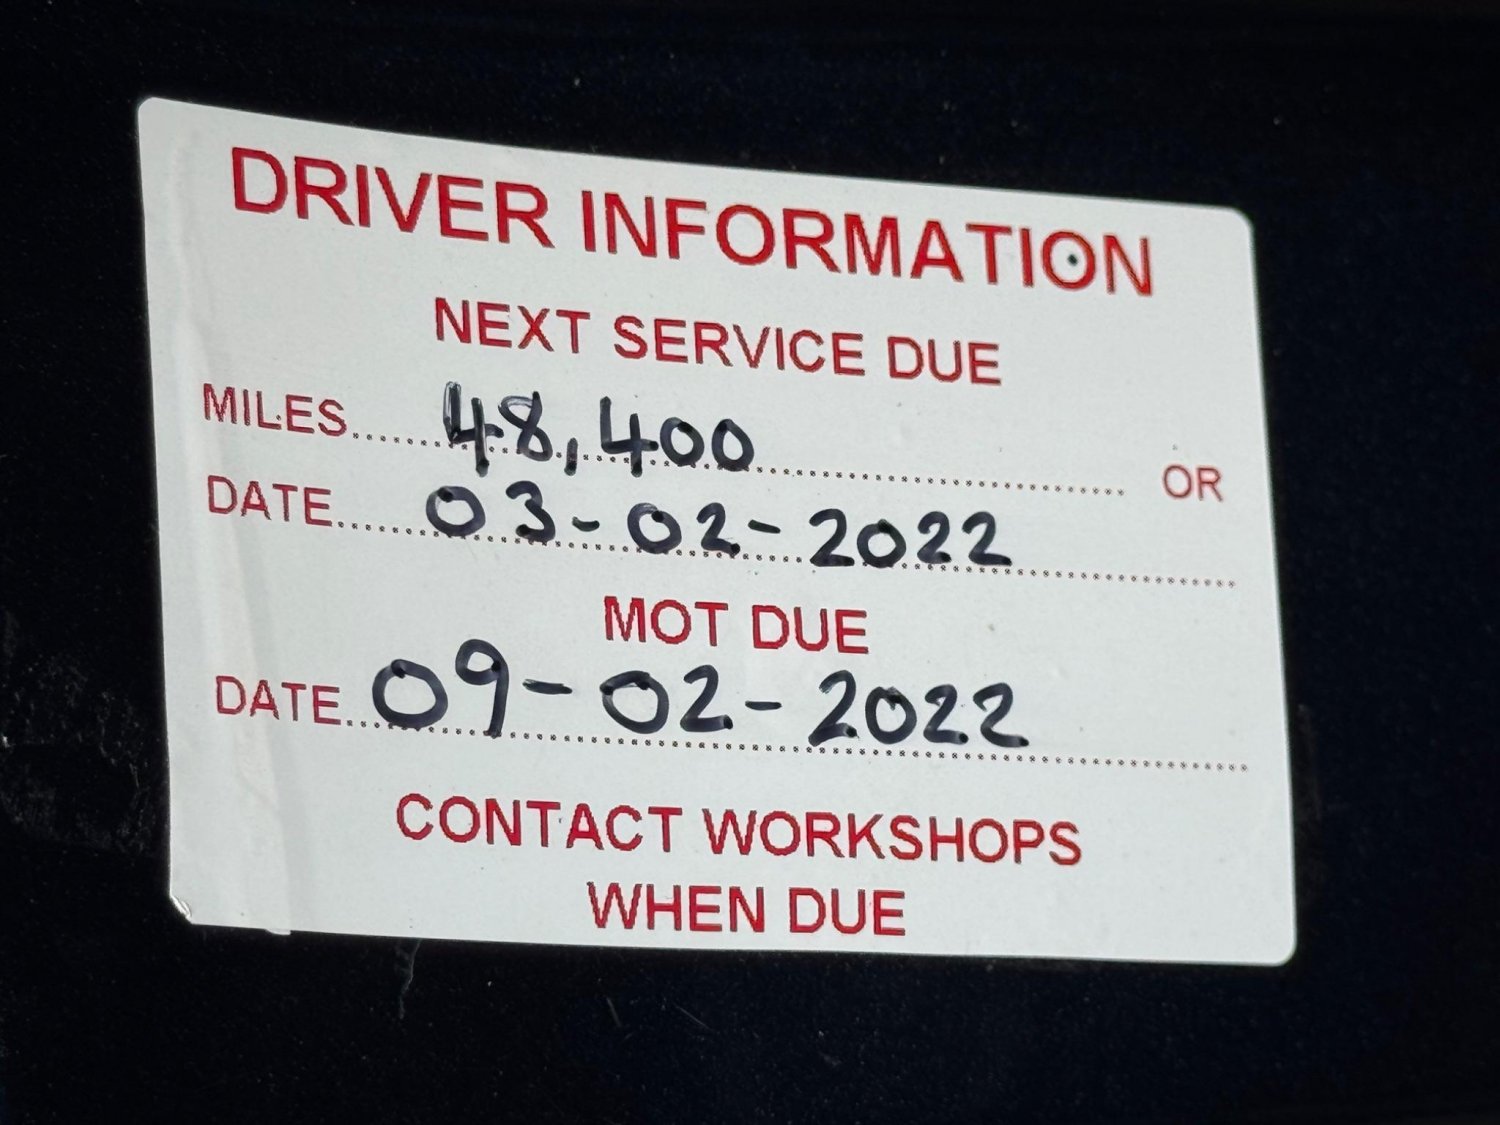 DRIVER INFORMATION
NEXT SERVICE DUE
MILES.......48,400.......................... OR
DATE......03-02-2022..................
MOT DUE
DATE...09-02-2022..................
CONTACT WORKSHOPS
WHEN DUE